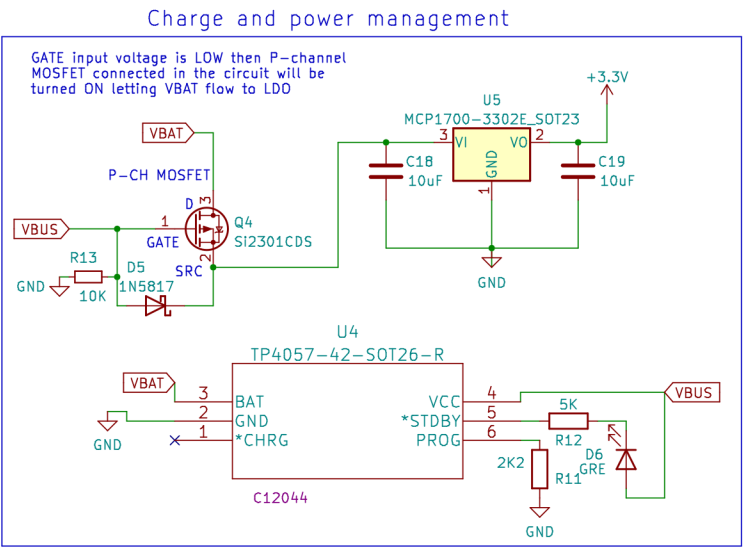 Charge and power management
GATE input voltage is LOW then P-channel
MOSFET connected in the circuit will be
turned ON letting VBAT flow to LDO
VBAT
P-CH MOSFET
D
3
VBUS
1
GATE
Q4
Si2301CDS
2
SRC
R13
GND
10K
D5
1N5817
+3.3V
U5
MCP1700-3302E_SOT23
3
VI
VO
2
GND
1
C18
10uF
C19
10uF
GND
U4
TP4057-42-SOT26-R
VBAT
3
BAT
VCC
4
VBUS
2
GND
*STDBY
5
5K
R12
1
*CHRG
PROG
6
GND
2K2
R11
D6
GRE
GND
C12044